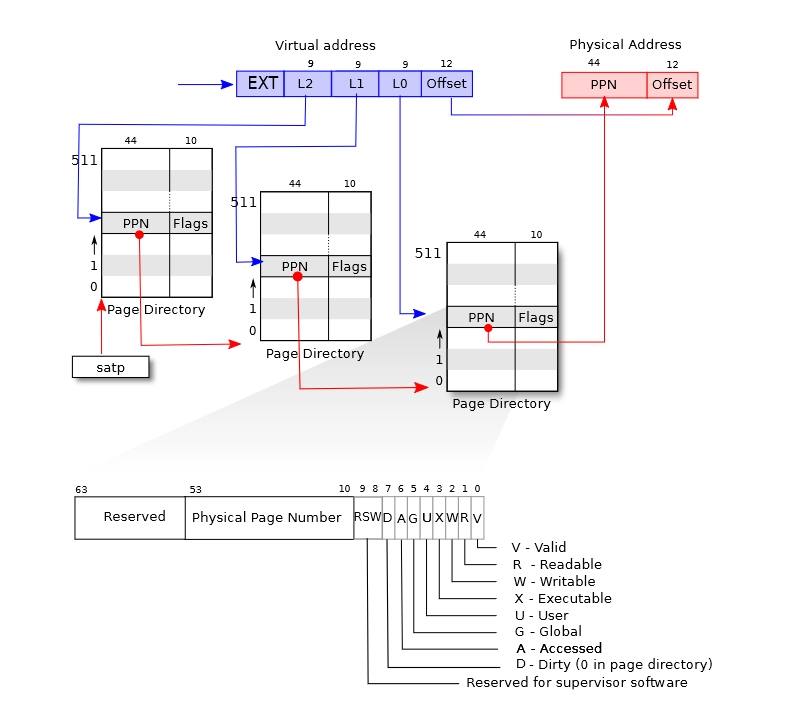 Virtual address
Physical Address
9 9 9 12
44 12
EXT L2 L1 L0 Offset
PPN Offset
44 10
511
PPN Flags
1
0
Page Directory
satp
44 10
511
PPN Flags
1
0
Page Directory
44 10
511
PPN Flags
1
0
Page Directory
63 53 10 9 8 7 6 5 4 3 2 1 0
Reserved Physical Page Number RSW D A G U X W R V
V - Valid
R - Readable
W - Writable
X - Executable
U - User
G - Global
A - Accessed
D - Dirty (0 in page directory)
Reserved for supervisor software